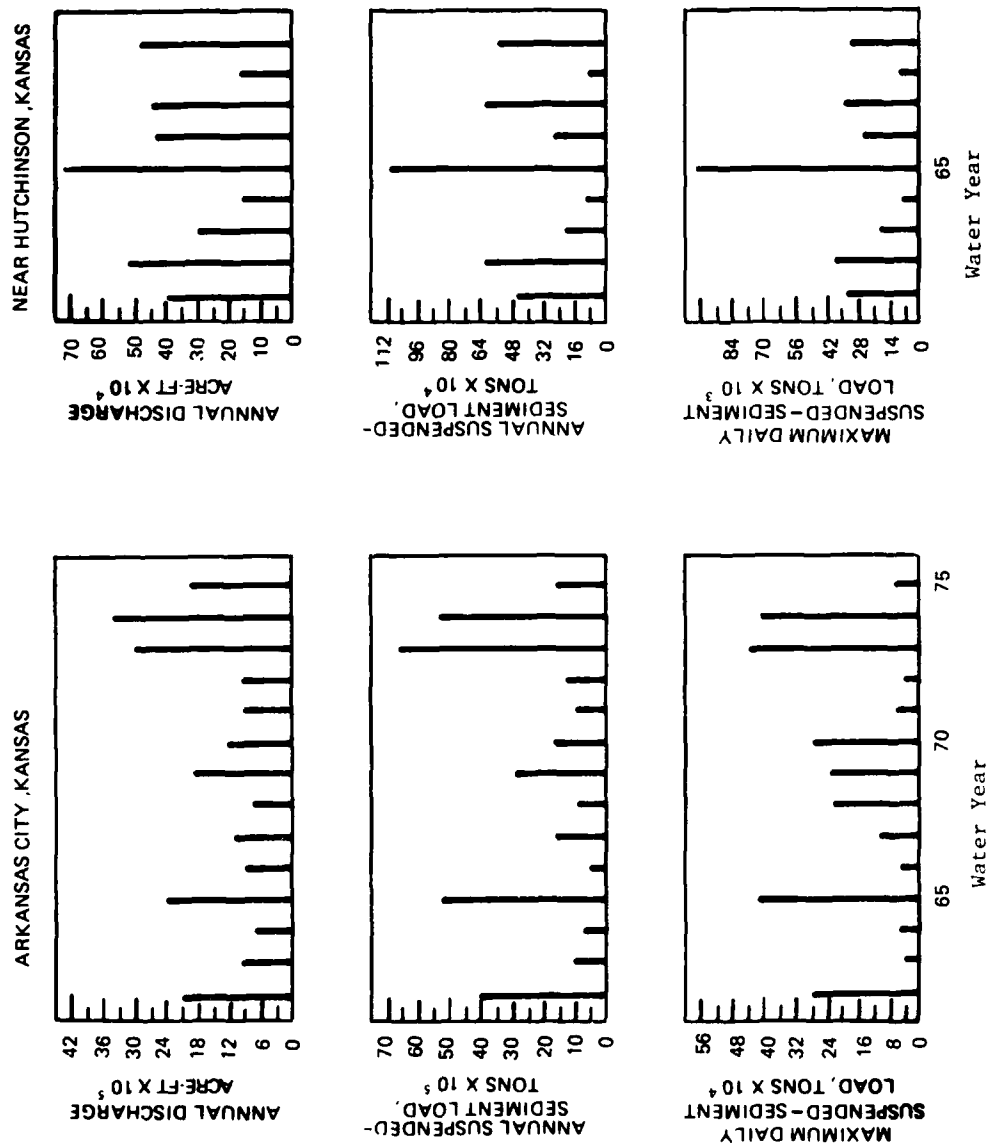 ARKANSAS CITY, KANSAS
ANNUAL DISCHARGE
ACRE-FT X 10⁵
42
30
18
12
6
0
ANNUAL SUSPENDED-
SEDIMENT LOAD,
TONS X 10⁵
70
60
50
40
30
20
10
0
MAXIMUM DAILY
SUSPENDED-SEDIMENT
LOAD, TONS X 10⁴
56
48
40
32
24
16
8
0
65
70
75
Water Year
NEAR HUTCHINSON, KANSAS
ANNUAL DISCHARGE
ACRE-FT X 10⁴
70
60
50
40
30
20
10
0
ANNUAL SUSPENDED-
SEDIMENT LOAD,
TONS X 10⁴
112
96
80
64
48
32
16
0
MAXIMUM DAILY
SUSPENDED-SEDIMENT
LOAD, TONS X 10³
84
70
56
42
28
14
0
65
Water Year